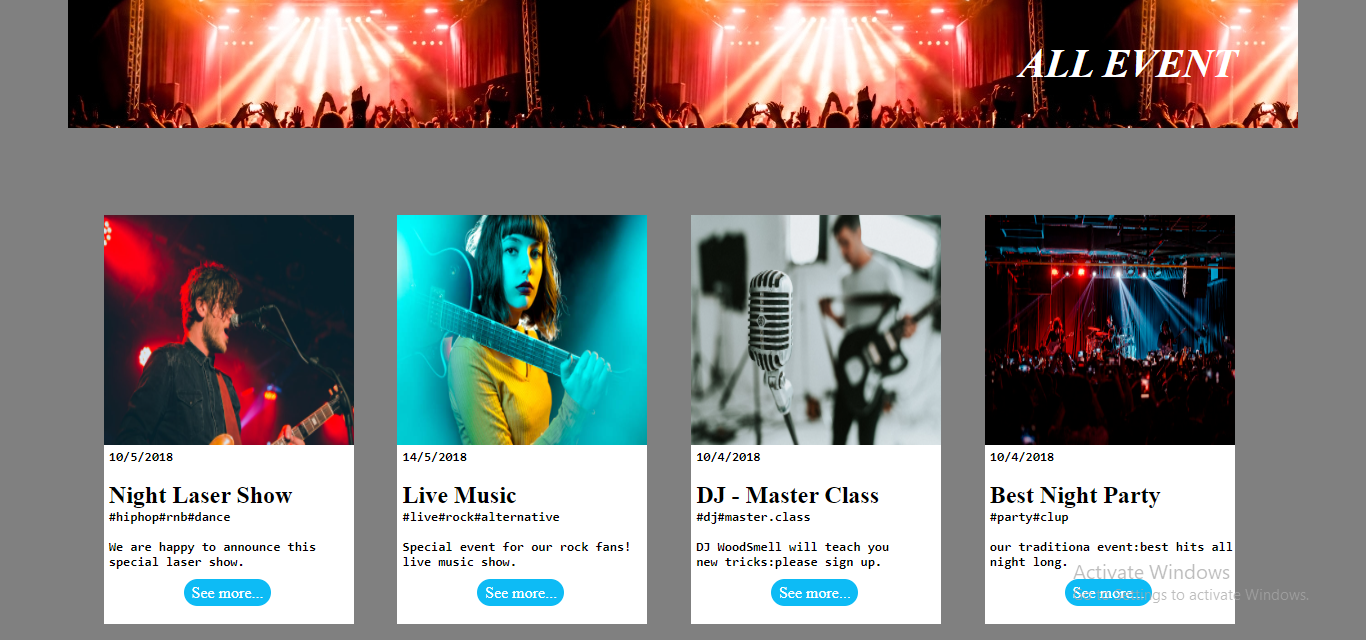 ALL EVENT
10/5/2018
Night Laser Show
#hiphop#rnb#dance
We are happy to announce this
special laser show.
See more...
14/5/2018
Live Music
#live#rock#alternative
Special event for our rock fans!
live music show.
See more...
10/4/2018
DJ - Master Class
#dj#master.class
DJ WoodSmell will teach you
new tricks:please sign up.
See more...
10/4/2018
Best Night Party
#party#clup
our traditiona event:best hits all
night long.
See more...
Activate Windows
to activate Windows.